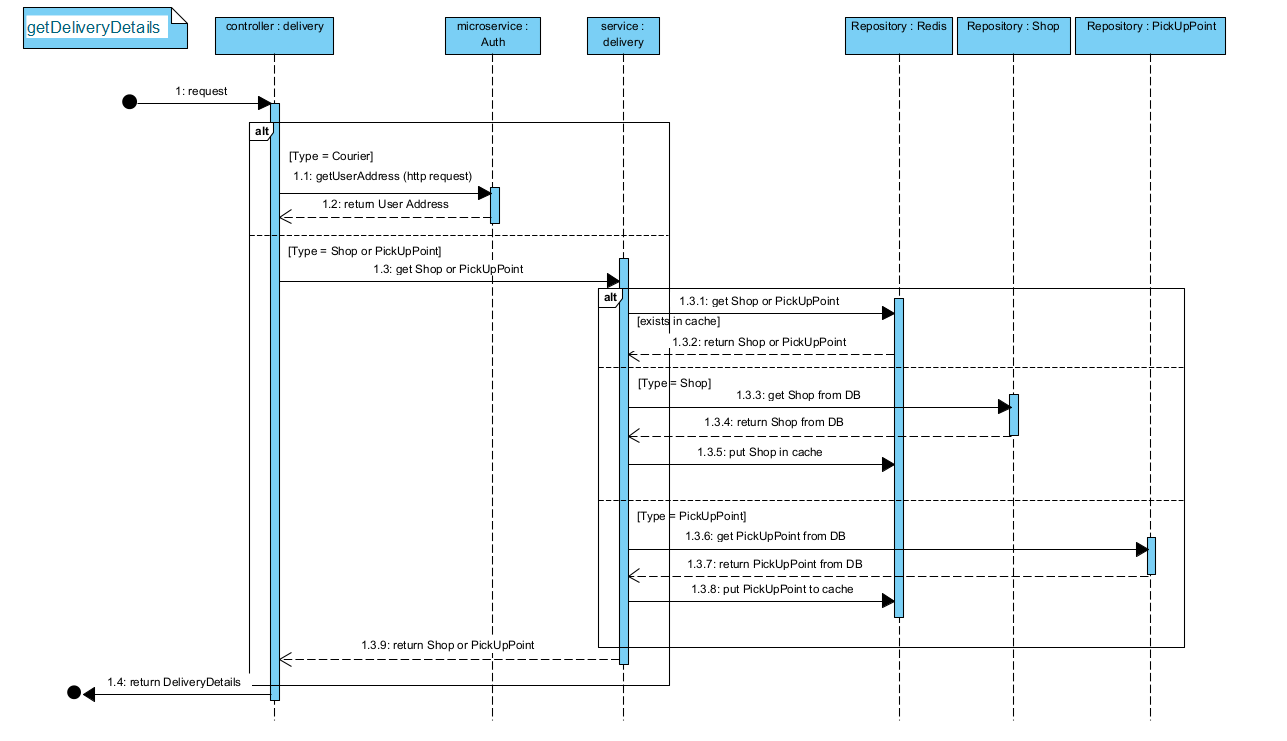 getDeliveryDetails
controller : delivery
microservice :
Auth
service :
delivery
Repository : Redis
Repository : Shop
Repository : PickUpPoint
1: request
alt
[Type = Courier]
1.1: getUserAddress (http request)
1.2: return User Address
[Type = Shop or PickUpPoint]
1.3: get Shop or PickUpPoint
alt
1.3.1: get Shop or PickUpPoint
[exists in cache]
1.3.2: return Shop or PickUpPoint
[Type = Shop]
1.3.3: get Shop from DB
1.3.4: return Shop from DB
1.3.5: put Shop in cache
[Type = PickUpPoint]
1.3.6: get PickUpPoint from DB
1.3.7: return PickUpPoint from DB
1.3.8: put PickUpPoint to cache
1.3.9: return Shop or PickUpPoint
1.4: return DeliveryDetails